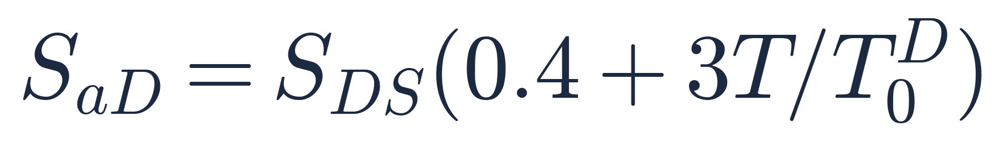 $S_{aD} = S_{DS}(0.4 + 3T/T_0^D)$